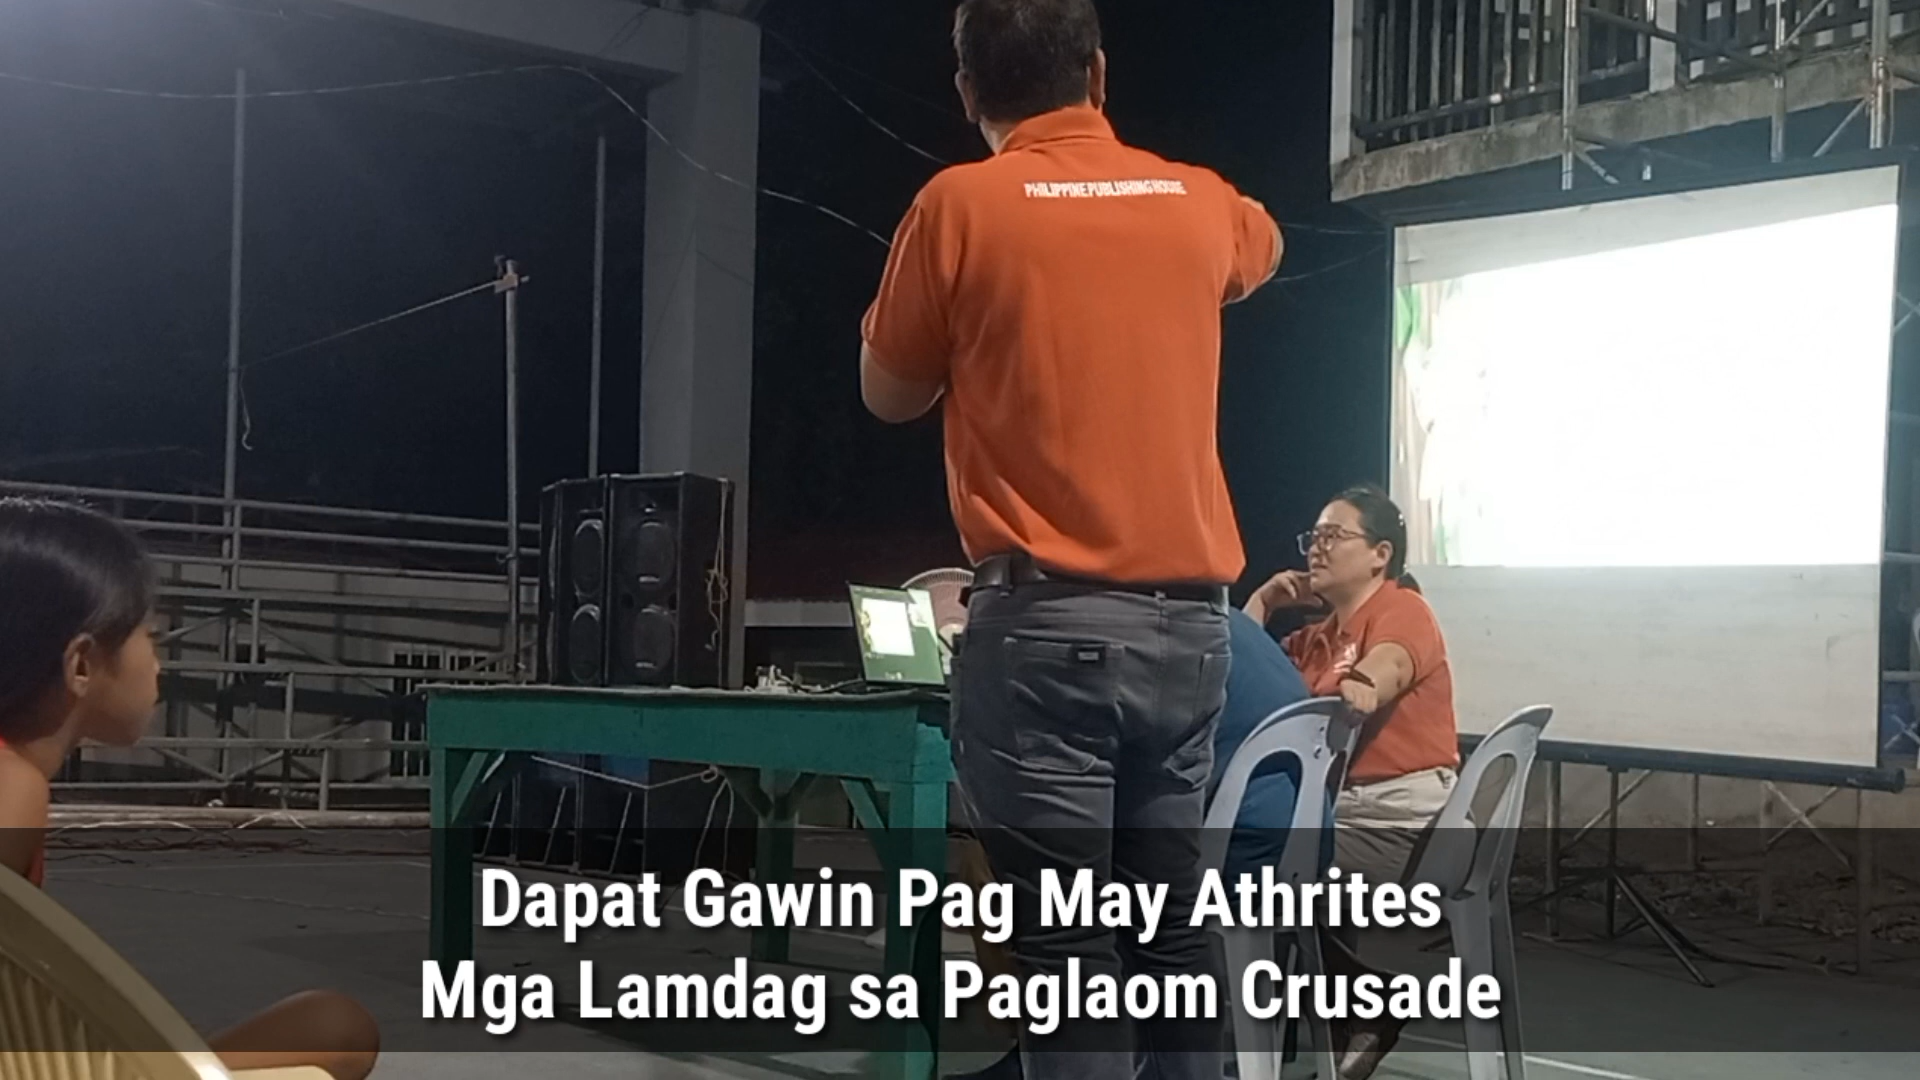 PHILIPPINE PUBLISHING HOUSE
Dapat Gawin Pag May Athrites
Mga Lamdag sa Paglaom Crusade